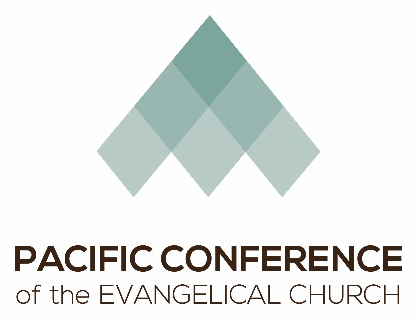 PACIFIC CONFERENCE
of the EVANGELICAL CHURCH